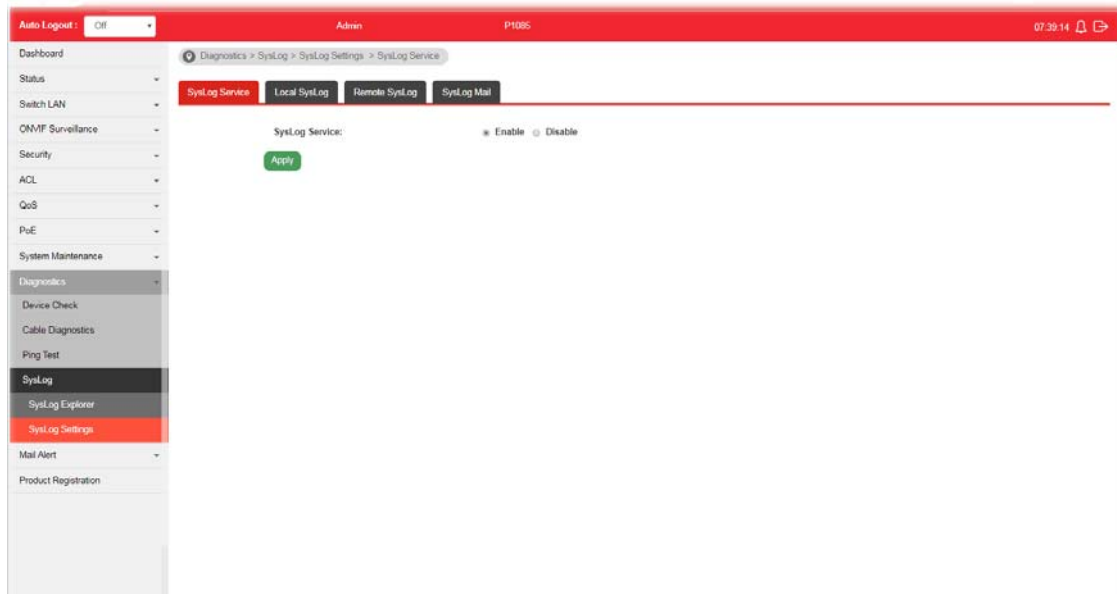 Auto Logout : Off Admin P1085 07:39:14
Dashboard
Status
Switch LAN
ONVIF Surveillance
Security
ACL
QoS
PoE
System Maintenance
Diagnostics
Device Check
Cable Diagnostics
Ping Test
SysLog
SysLog Explorer
SysLog Settings
Mail Alert
Product Registration
Diagnostics > SysLog > SysLog Settings > SysLog Service
SysLog Service Local SysLog Remote SysLog SysLog Mail
SysLog Service: Enable Disable
Apply